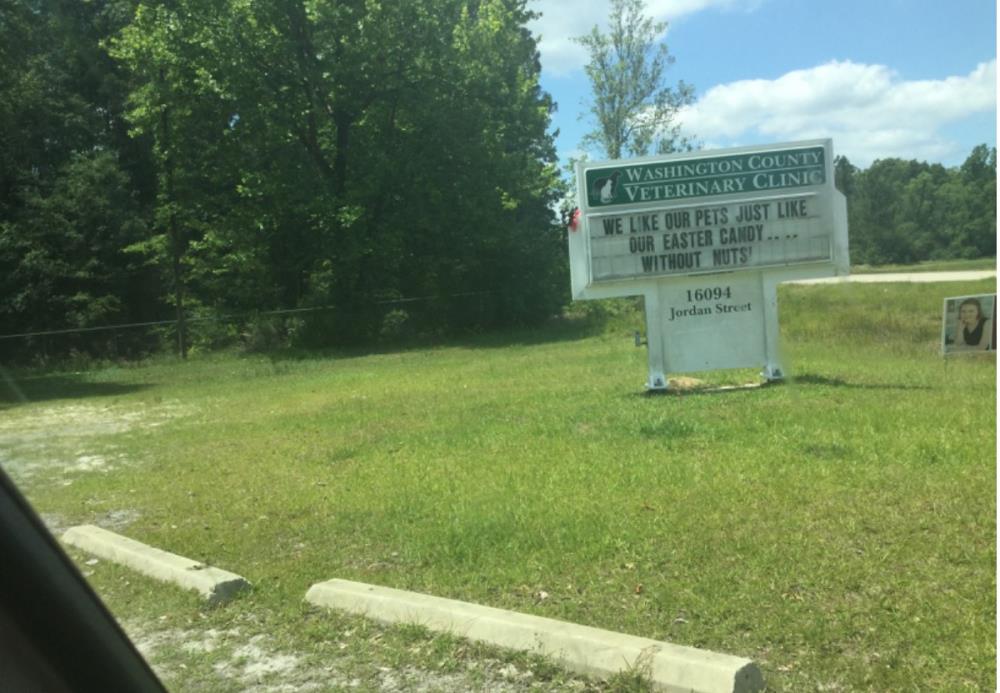 WASHINGTON COUNTY
VETERINARY CLINIC
WE LIKE OUR PETS JUST LIKE
OUR EASTER CANDY....
WITHOUT NUTS!
16094
Jordan Street